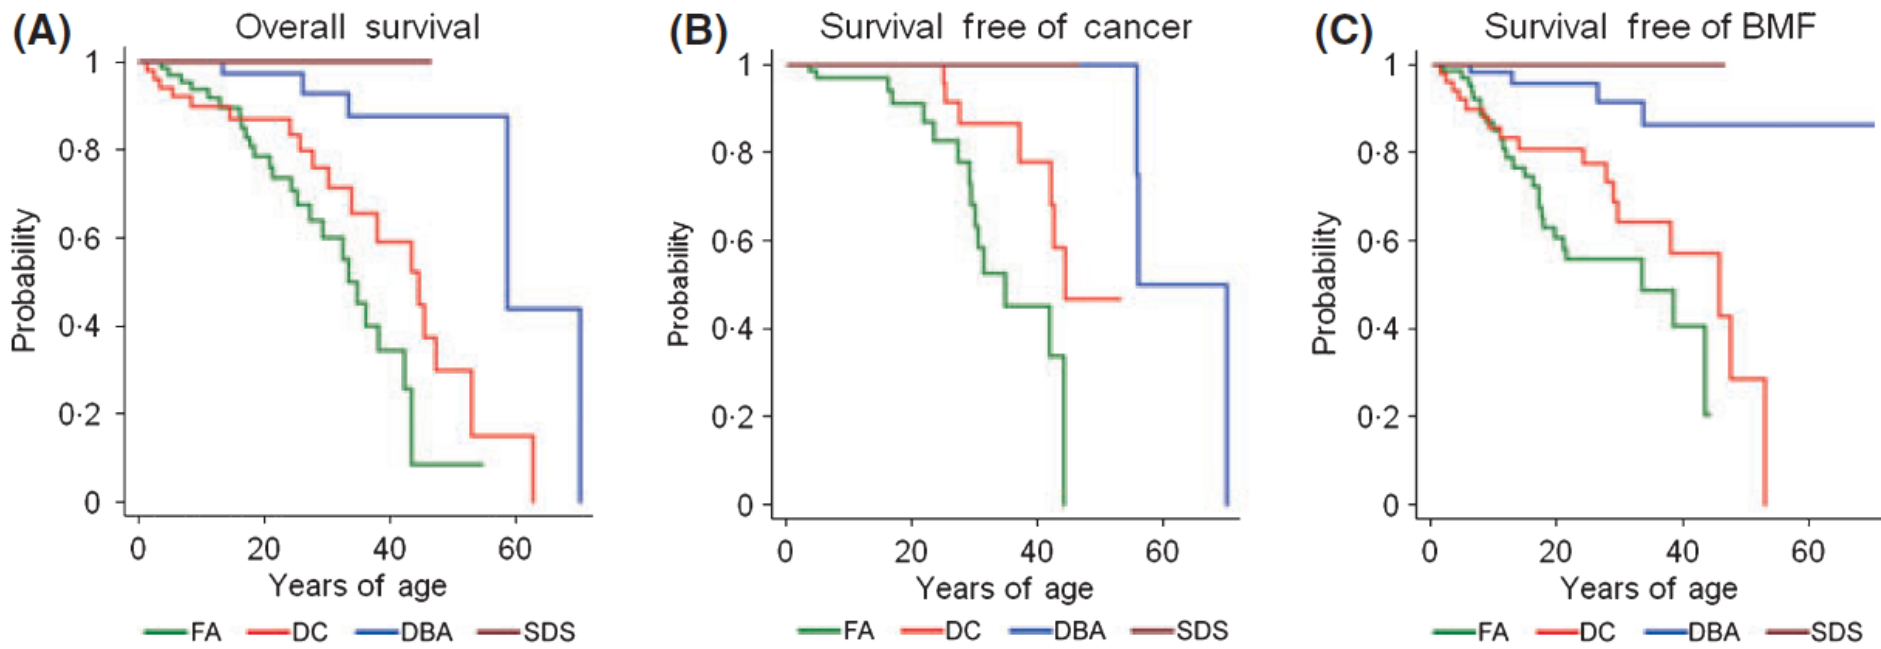 (A) Overall survival
Probability
1
0·8
0·6
0·4
0·2
0
0 20 40 60
Years of age
FA DC DBA SDS
(B) Survival free of cancer
Probability
1
0·8
0·6
0·4
0·2
0
0 20 40 60
Years of age
FA DC DBA SDS
(C) Survival free of BMF
Probability
1
0·8
0·6
0·4
0·2
0
0 20 40 60
Years of age
FA DC DBA SDS